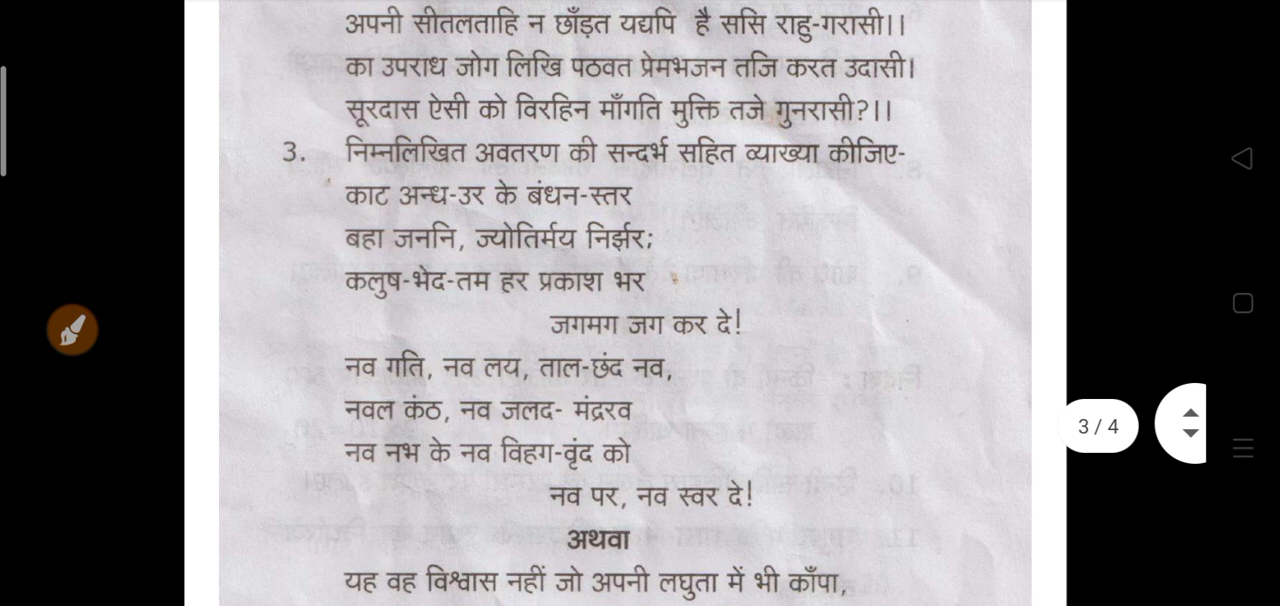 अपनी सीतलताहि न छाँड़त यद्यपि है ससि राहु-गरासी।।
का उपराध जोग लिखि पठवत प्रेमभजन तजि करत उदासी।
सूरदास ऐसी को विरहिन माँगति मुक्ति तजे गुनरासी?।।
3. निम्नलिखित अवतरण की सन्दर्भ सहित व्याख्या कीजिए-
काट अन्ध-उर के बंधन-स्तर
बहा जननि, ज्योतिर्मय निर्झर;
कलुष-भेद-तम हर प्रकाश भर
जगमग जग कर दे!
नव गति, नव लय, ताल-छंद नव,
नवल कंठ, नव जलद- मंद्ररव
नव नभ के नव विहग-वृंद को
नव पर, नव स्वर दे!
अथवा
यह वह विश्वास नहीं जो अपनी लघुता में भी काँपा,
3 / 4